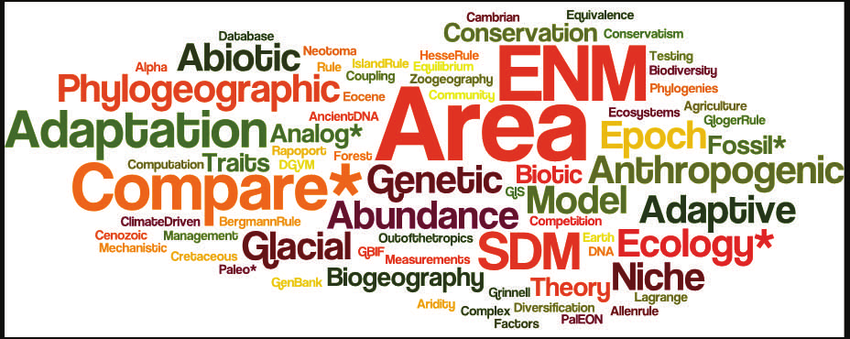 Cambrian
Equivalence
Database
Conservation
Conservatism
Abiotic
Neotoma
Rule
IslandRule
HesseRule
Equilibrium
ENM
Testing
Alpha
Coupling
Zoogeography
Biodiversity
Phylogeographic
Eocene
Community
Phylogenies
Area
AncientDNA
Ecosystems
Agriculture
GlogerRule
Adaptation
Analog*
Epoch
Fossil*
Rapoport
Forest
Computation
Traits
DGVM
Compare*
Genetic
GIS
Biotic
Anthropogenic
Model
Abundance
Adaptive
ClimateDriven
BergmannRule
Competition
Cenozoic
Management
Glacial
Outofthetropics
SDM
Earth
DNA
Ecology*
Mechanistic
Cretaceous
GBIF
Measurements
Paleo*
GenBank
Biogeography
Grinnell
Theory
Niche
Lagrange
Aridity
Complex
Diversification
Allenrule
Factors
PalEON